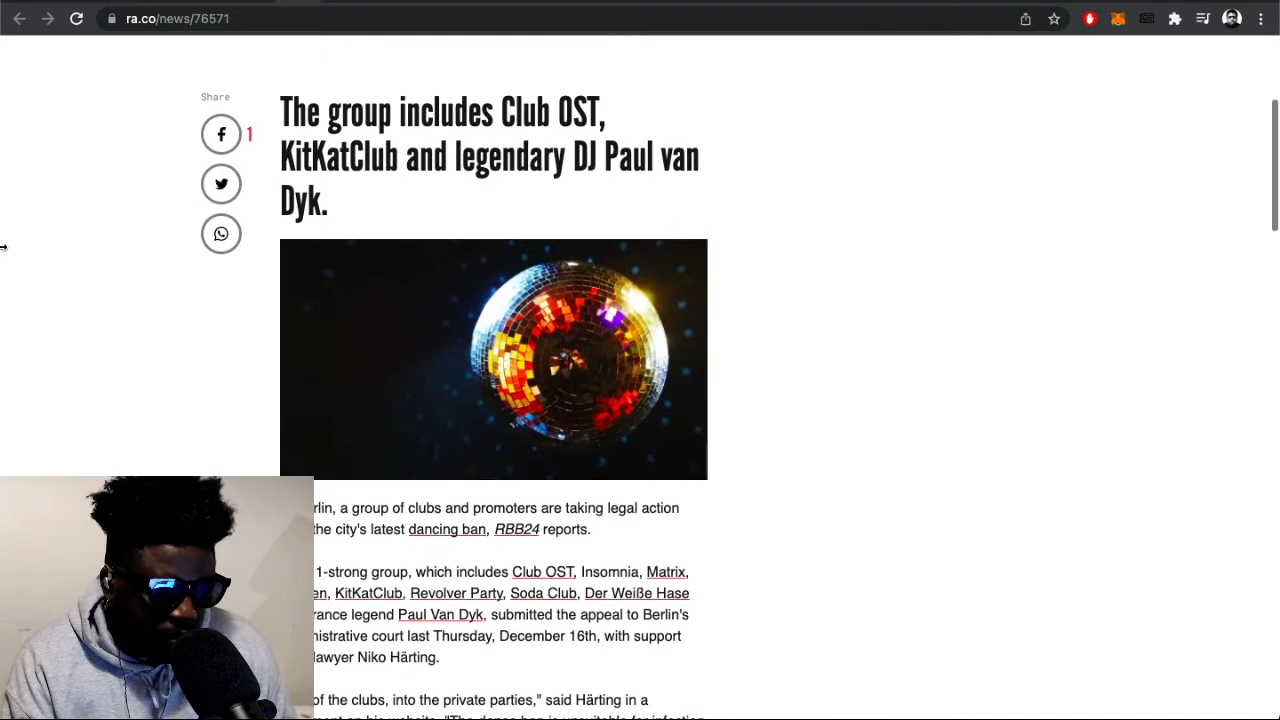 ra.co/news/76571
Share
1
The group includes Club OST,
KitKatClub and legendary DJ Paul van
Dyk.
rlin, a group of clubs and promoters are taking legal action
the city's latest dancing ban, RBB24 reports.
1-strong group, which includes Club OST, Insomnia, Matrix,
en, KitKatClub, Revolver Party, Soda Club, Der Weiße Hase
rance legend Paul Van Dyk, submitted the appeal to Berlin's
nistrative court last Thursday, December 16th, with support
lawyer Niko Härting.
of the clubs, into the private parties," said Härting in a